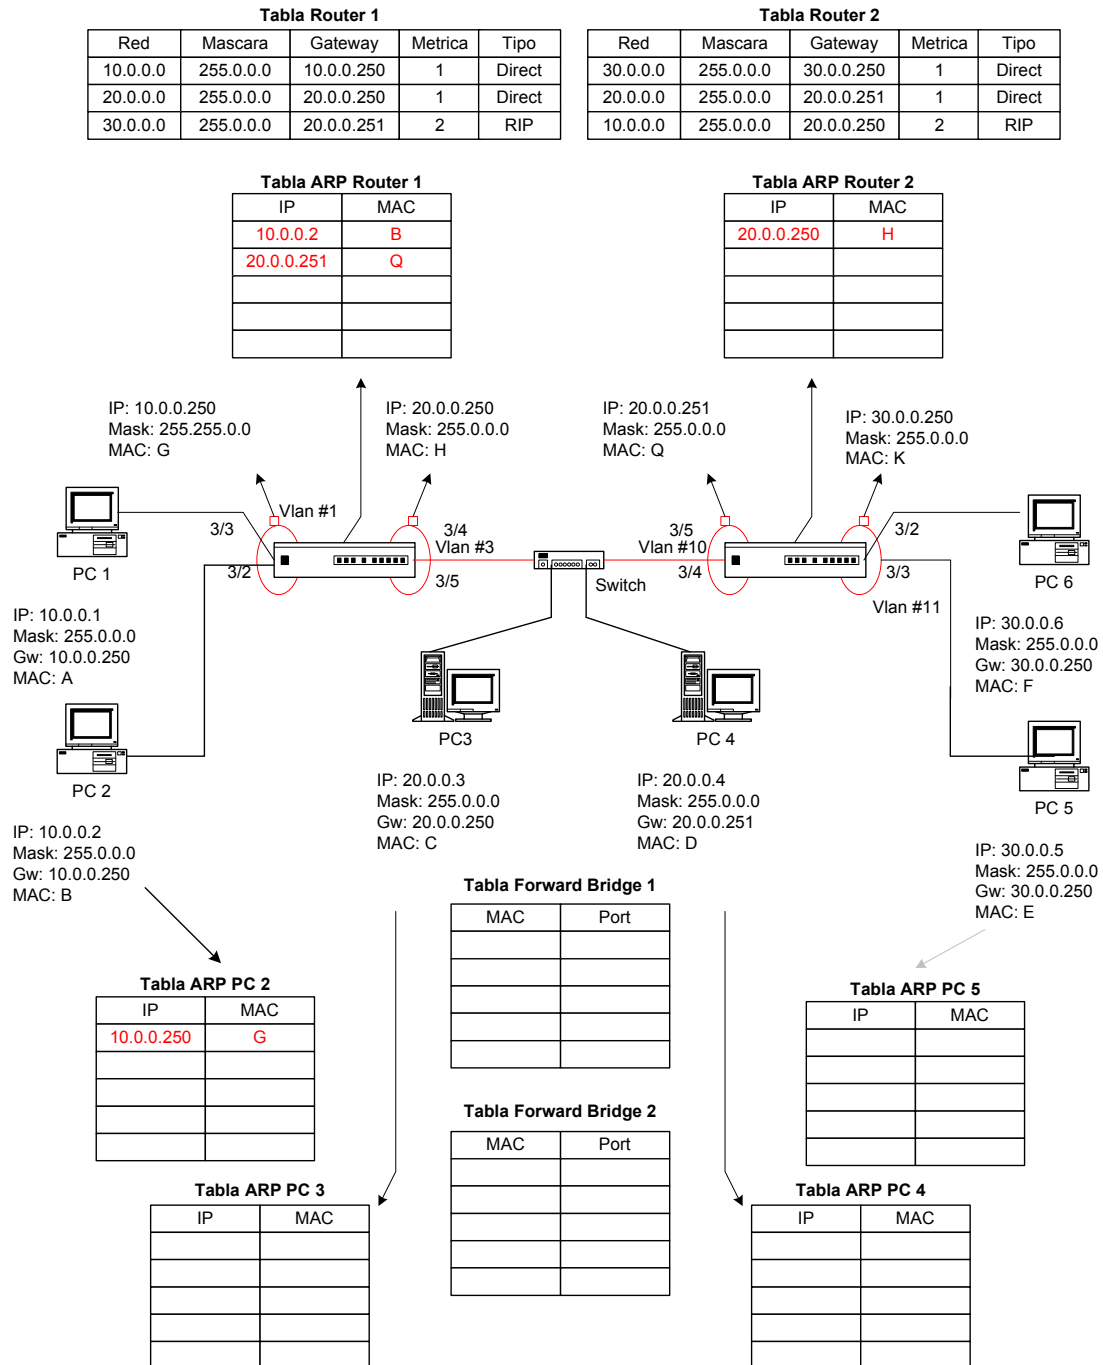 Tabla Router 1
Red Mascara Gateway Metrica Tipo
10.0.0.0 255.0.0.0 10.0.0.250 1 Direct
20.0.0.0 255.0.0.0 20.0.0.250 1 Direct
30.0.0.0 255.0.0.0 20.0.0.251 2 RIP
Tabla Router 2
Red Mascara Gateway Metrica Tipo
30.0.0.0 255.0.0.0 30.0.0.250 1 Direct
20.0.0.0 255.0.0.0 20.0.0.251 1 Direct
10.0.0.0 255.0.0.0 20.0.0.250 2 RIP
Tabla ARP Router 1
IP MAC
10.0.0.2 B
20.0.0.251 Q
Tabla ARP Router 2
IP MAC
20.0.0.250 H
IP: 10.0.0.250
Mask: 255.255.0.0
MAC: G
IP: 20.0.0.250
Mask: 255.0.0.0
MAC: H
IP: 20.0.0.251
Mask: 255.0.0.0
MAC: Q
IP: 30.0.0.250
Mask: 255.0.0.0
MAC: K
Vlan #1
3/3
3/2
3/4
Vlan #3
3/5
Switch
3/5
Vlan #10
3/4
3/2
3/3
Vlan #11
PC 1
IP: 10.0.0.1
Mask: 255.0.0.0
Gw: 10.0.0.250
MAC: A
PC 6
IP: 30.0.0.6
Mask: 255.0.0.0
Gw: 30.0.0.250
MAC: F
PC 2
IP: 10.0.0.2
Mask: 255.0.0.0
Gw: 10.0.0.250
MAC: B
PC3
IP: 20.0.0.3
Mask: 255.0.0.0
Gw: 20.0.0.250
MAC: C
PC 4
IP: 20.0.0.4
Mask: 255.0.0.0
Gw: 20.0.0.251
MAC: D
PC 5
IP: 30.0.0.5
Mask: 255.0.0.0
Gw: 30.0.0.250
MAC: E
Tabla Forward Bridge 1
MAC Port
Tabla ARP PC 2
IP MAC
10.0.0.250 G
Tabla ARP PC 5
IP MAC
Tabla Forward Bridge 2
MAC Port
Tabla ARP PC 3
IP MAC
Tabla ARP PC 4
IP MAC